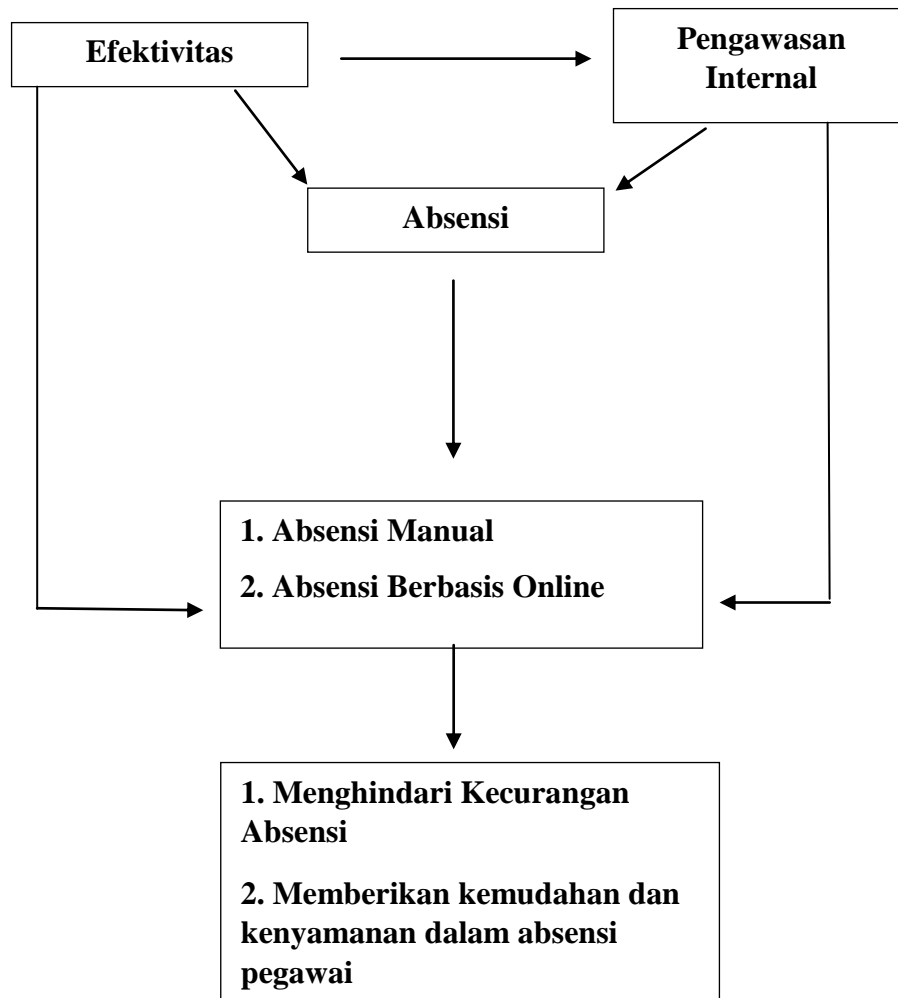 Efektivitas
Pengawasan
Internal
Absensi
1. Absensi Manual
2. Absensi Berbasis Online
1. Menghindari Kecurangan
Absensi
2. Memberikan kemudahan dan
kenyamanan dalam absensi
pegawai